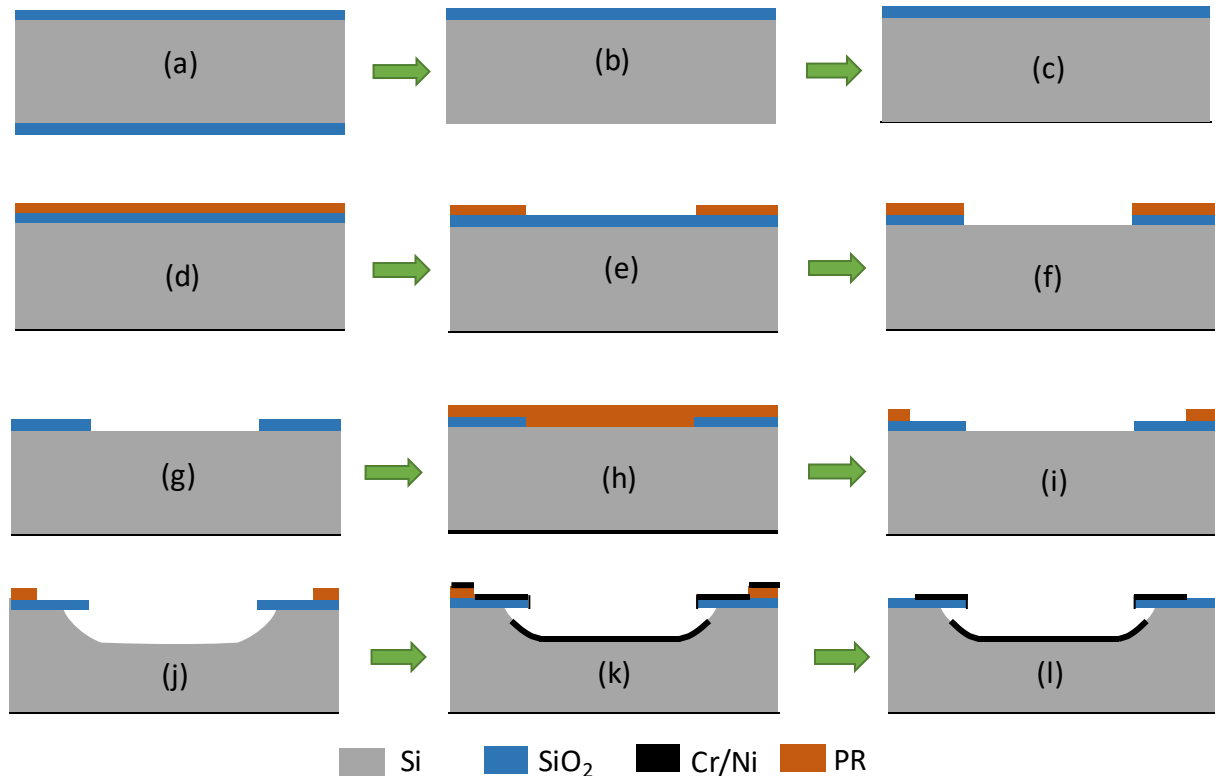 (a)
(b)
(c)
(d)
(e)
(f)
(g)
(h)
(i)
(j)
(k)
(l)
Si SiO₂ Cr/Ni PR